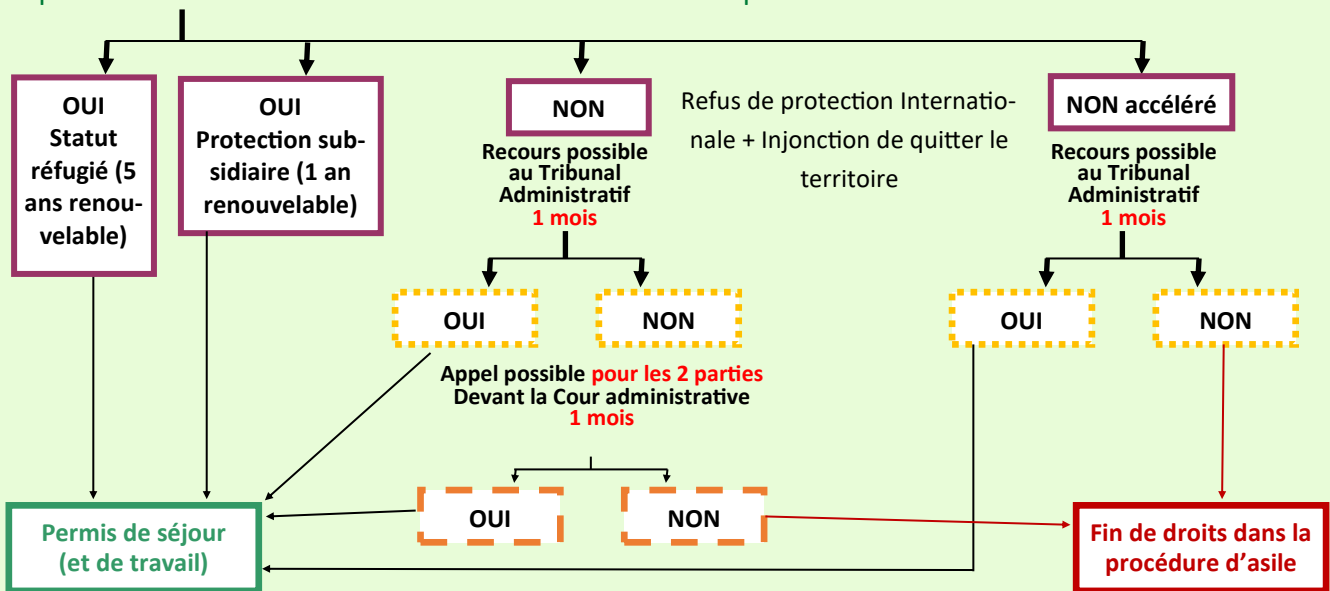 OUI
Statut
réfugié (5
ans renou-
velable)
OUI
Protection sub-
sidiaire (1 an
renouvelable)
NON
Recours possible
au Tribunal
Administratif
1 mois
Refus de protection Internatio-
nale + Injonction de quitter le
territoire
NON accéléré
Recours possible
au Tribunal
Administratif
1 mois
OUI
NON
OUI
NON
Appel possible pour les 2 parties
Devant la Cour administrative
1 mois
OUI
NON
Permis de séjour
(et de travail)
Fin de droits dans la
procédure d'asile